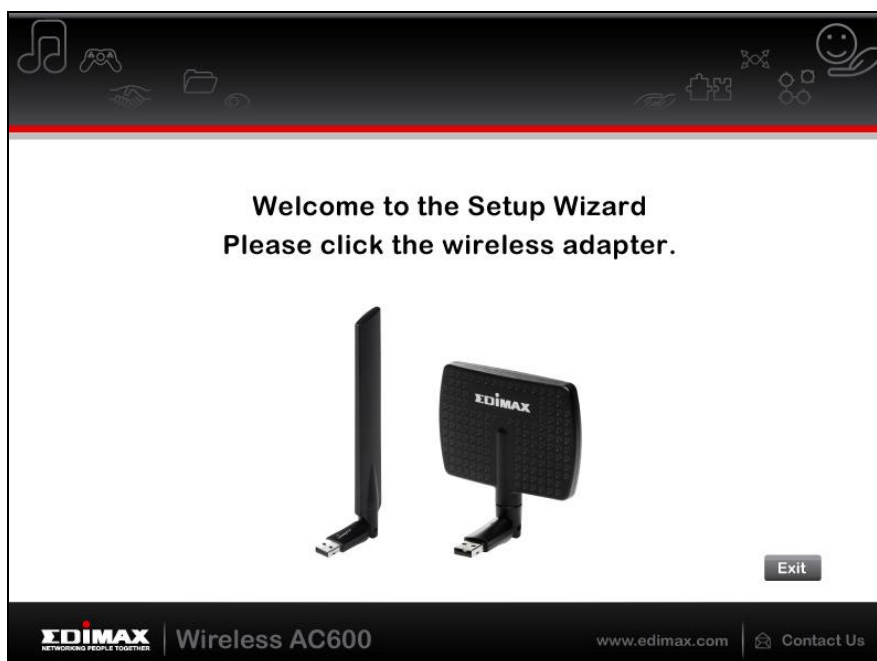 Welcome to the Setup Wizard
Please click the wireless adapter.
EDIMAX
Exit
EDIMAX
NETWORKING PEOPLE TOGETHER
Wireless AC600
www.edimax.com
Contact Us